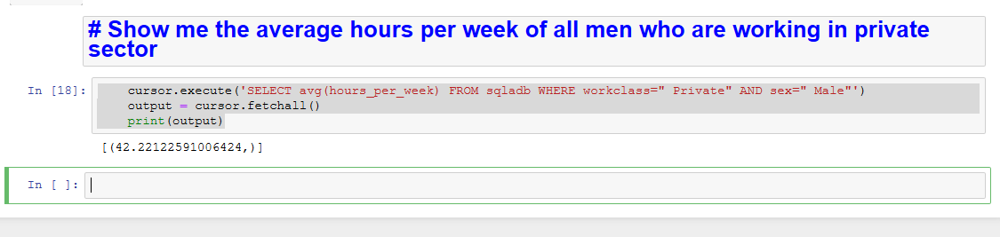 # Show me the average hours per week of all men who are working in private
sector
In [18]: cursor.execute('SELECT avg(hours_per_week) FROM sqladb WHERE workclass=" Private" AND sex=" Male"')
output = cursor.fetchall()
print(output)
[(42.22122591006424,)]
In [ ]: